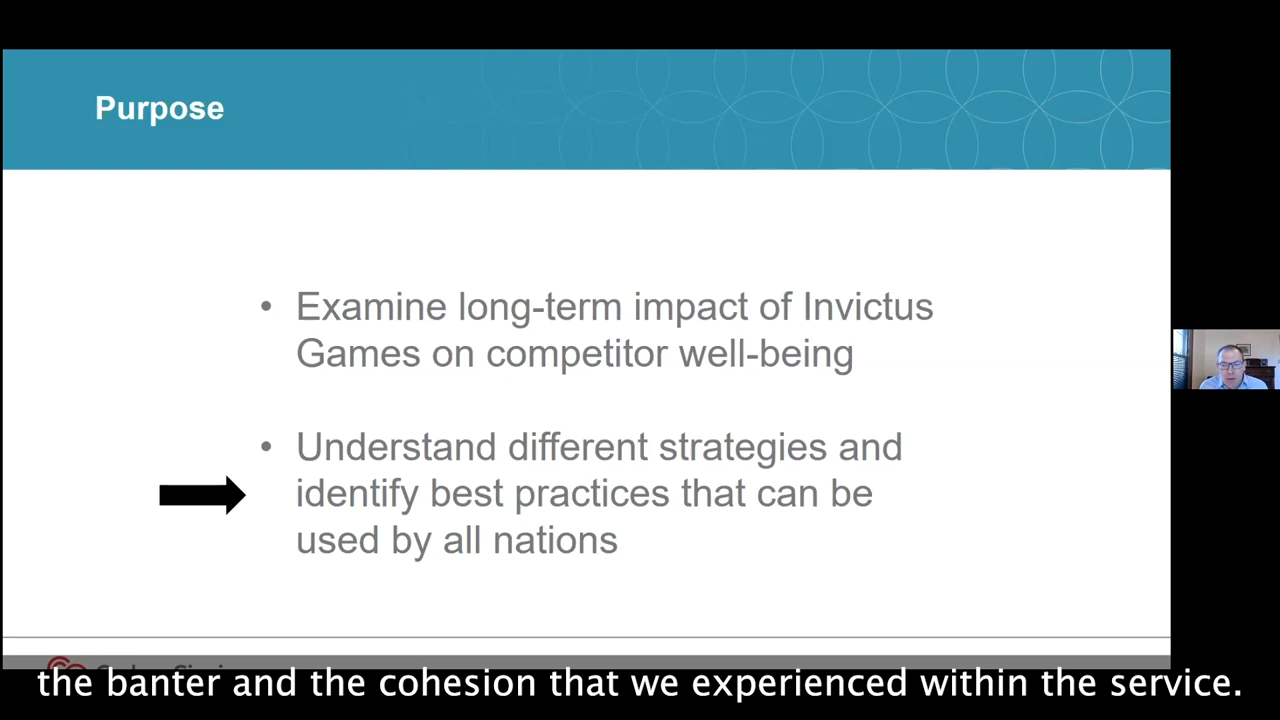 Purpose
• Examine long-term impact of Invictus
Games on competitor well-being
• Understand different strategies and
identify best practices that can be
used by all nations
the banter and the cohesion that we experienced within the service.